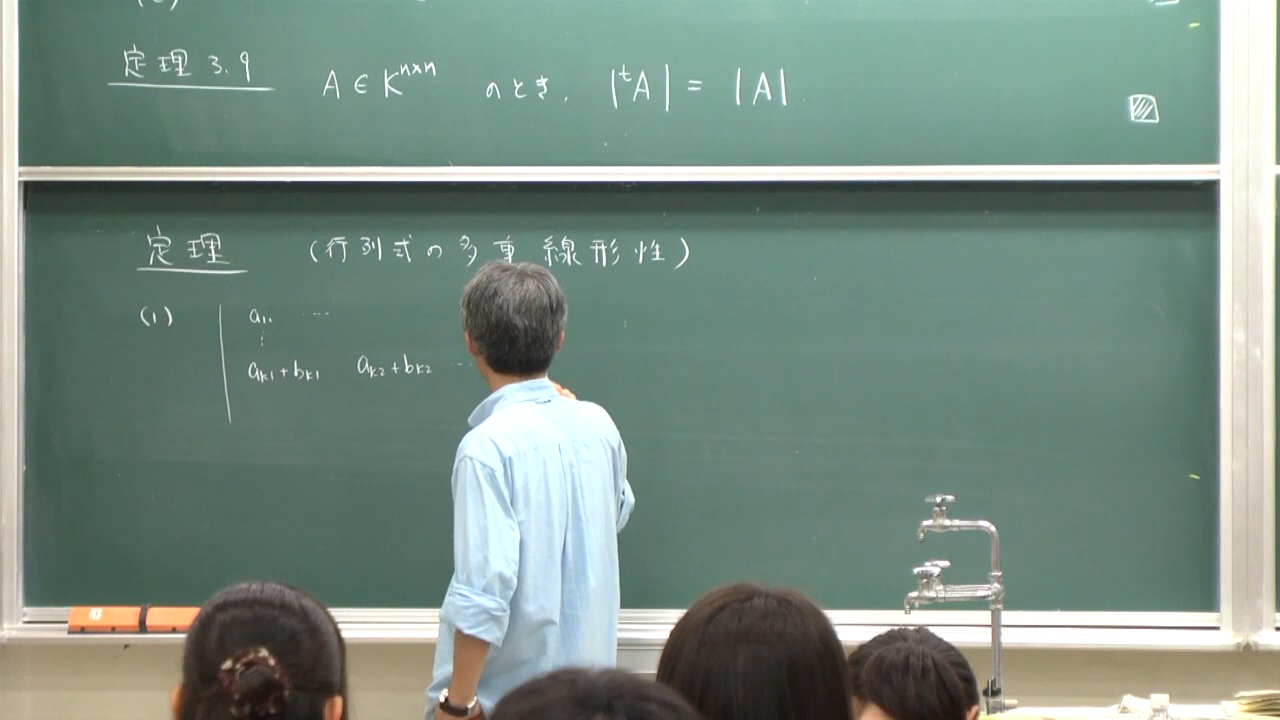 定理 3.9 A ∈ K^{n×n} のとき, |ᵗA| = |A|
定理 (行列式の多重線形性)
(1) a₁₁ ...
⋮
a_{k1}+b_{k1} a_{k2}+b_{k2} ...